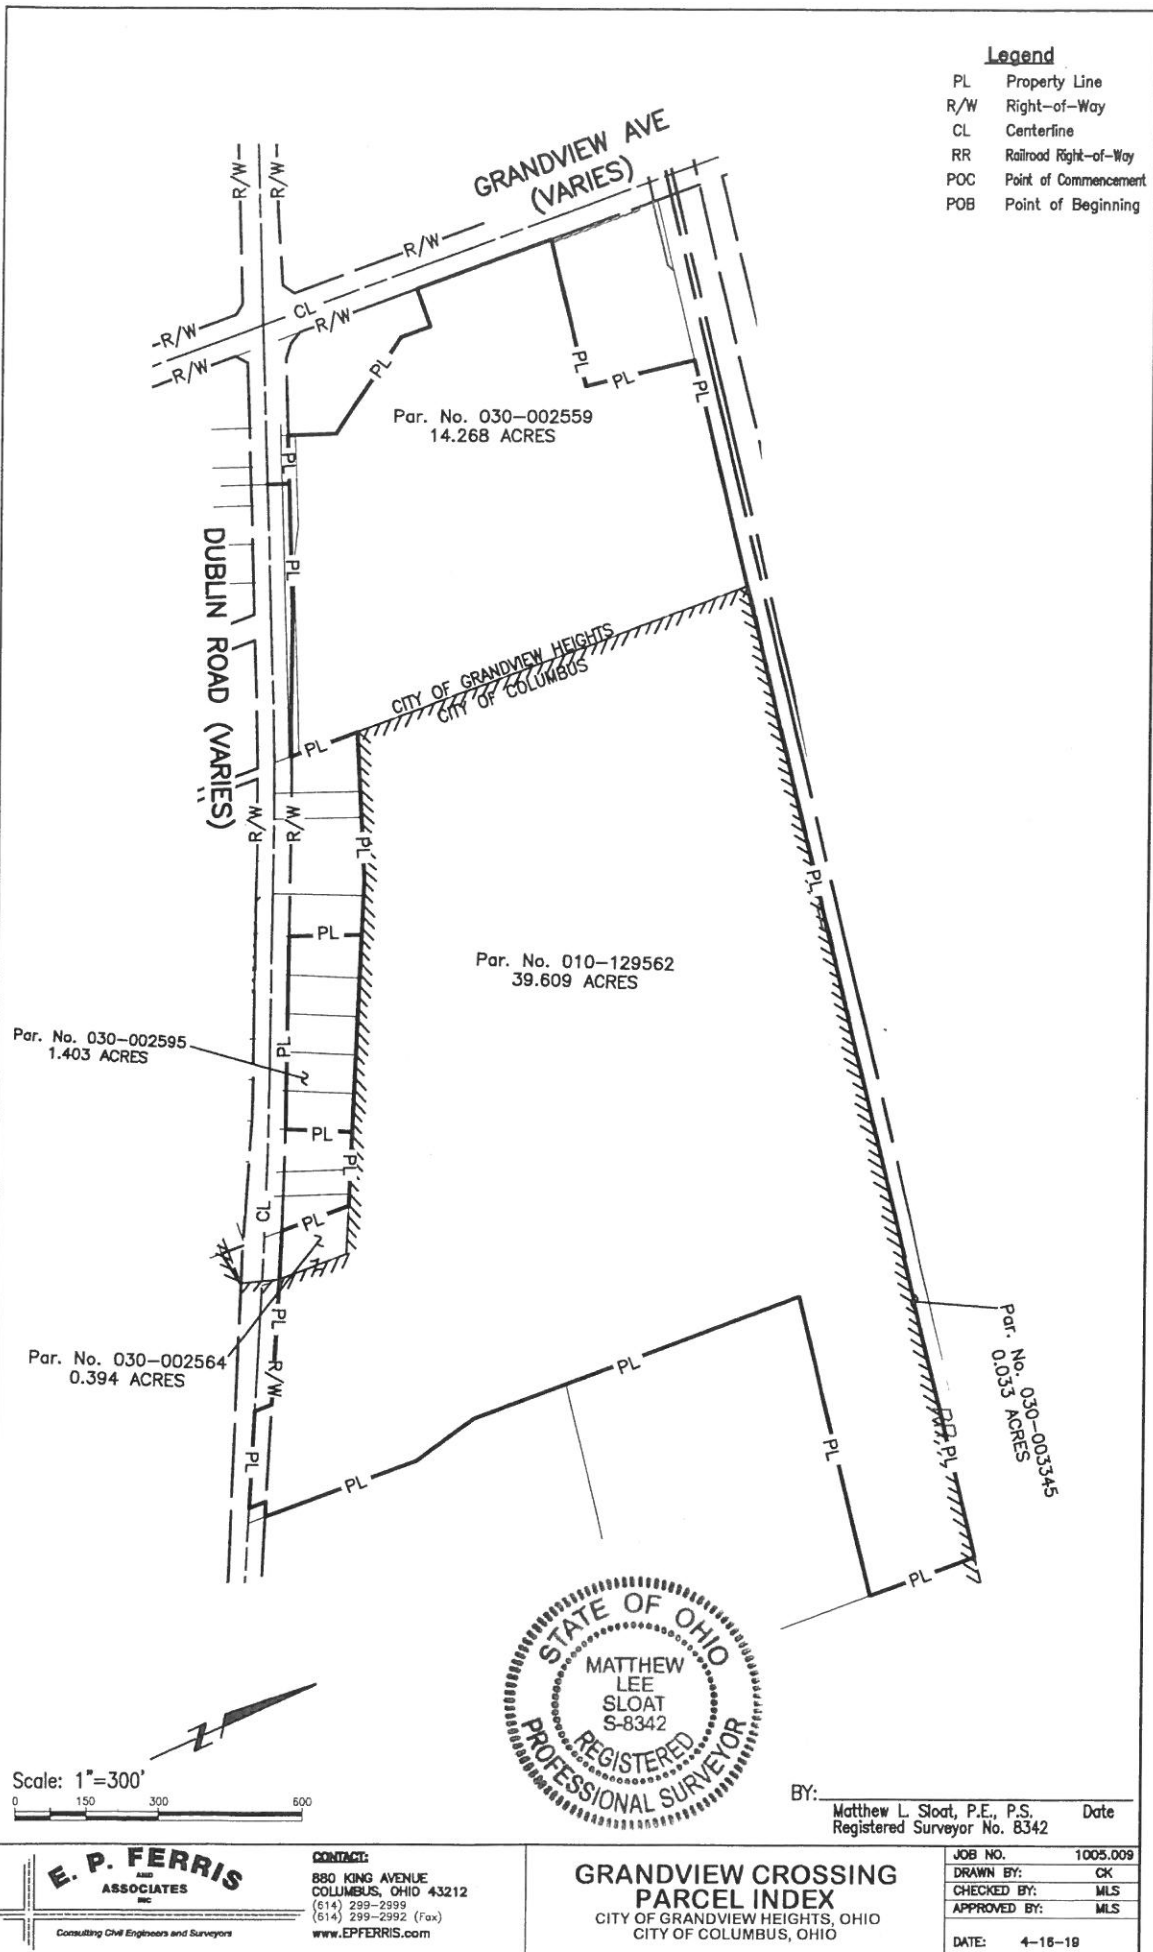 Legend
PL Property Line
R/W Right-of-Way
CL Centerline
RR Railroad Right-of-Way
POC Point of Commencement
POB Point of Beginning
GRANDVIEW AVE
(VARIES)
R/W
R/W
R/W
CL
R/W
R/W
R/W
PL
PL
PL
PL
Par. No. 030-002559
14.268 ACRES
PL
PL
DUBLIN ROAD (VARIES)
CITY OF GRANDVIEW HEIGHTS
CITY OF COLUMBUS
PL
R/W
R/W
PL
PL
PL
Par. No. 010-129562
39.609 ACRES
Par. No. 030-002595
1.403 ACRES
PL
PL
PL
CL
PL
PL
R/W
Par. No. 030-002564
0.394 ACRES
PL
PL
PL
PL
PL
PL
Par. No. 030-003345
0.033 ACRES
STATE OF OHIO
MATTHEW
LEE
SLOAT
S-8342
REGISTERED
PROFESSIONAL SURVEYOR
Scale: 1"=300'
0 150 300 600
BY:
Matthew L. Sloat, P.E., P.S. Date
Registered Surveyor No. 8342
E. P. FERRIS
AND
ASSOCIATES
INC
Consulting Civil Engineers and Surveyors
CONTACT:
880 KING AVENUE
COLUMBUS, OHIO 43212
(614) 299-2999
(614) 299-2992 (Fax)
www.EPFERRIS.com
GRANDVIEW CROSSING
PARCEL INDEX
CITY OF GRANDVIEW HEIGHTS, OHIO
CITY OF COLUMBUS, OHIO
JOB NO. 1005.009
DRAWN BY: CK
CHECKED BY: MLS
APPROVED BY: MLS
DATE: 4-16-19